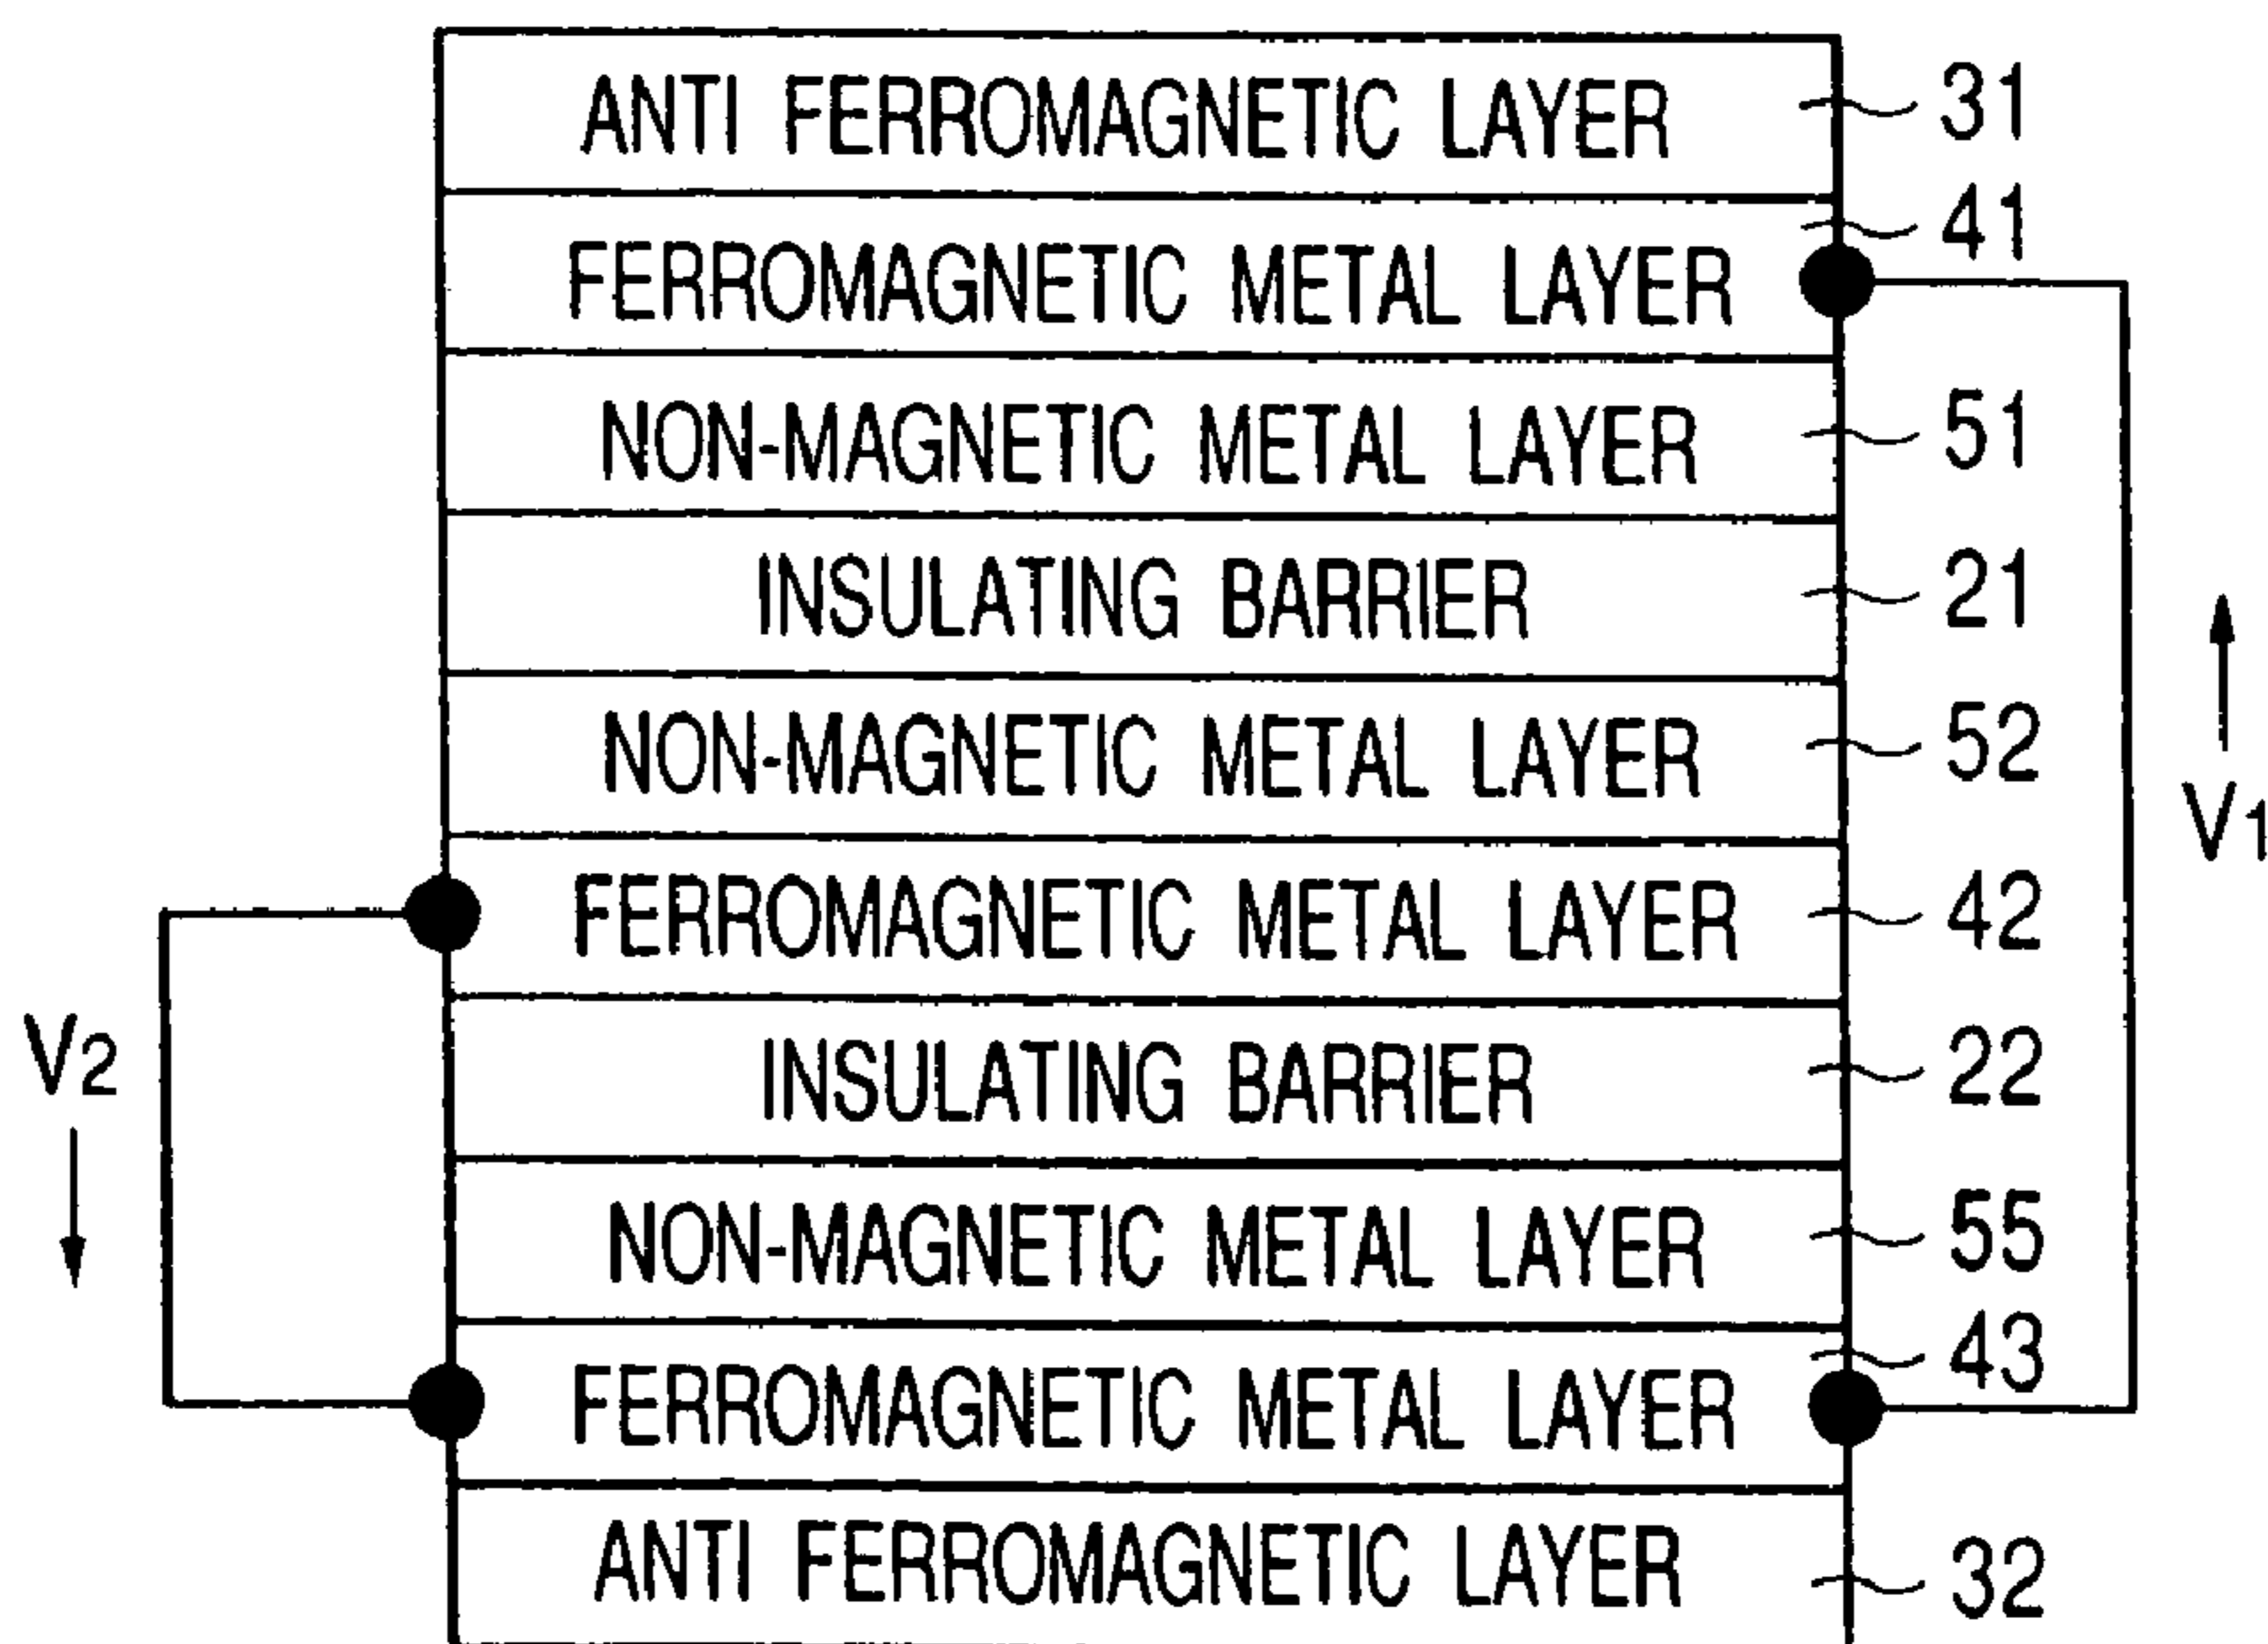 ANTI FERROMAGNETIC LAYER 31
FERROMAGNETIC METAL LAYER 41
NON-MAGNETIC METAL LAYER 51
INSULATING BARRIER 21
NON-MAGNETIC METAL LAYER 52
V1
FERROMAGNETIC METAL LAYER 42
V2
INSULATING BARRIER 22
NON-MAGNETIC METAL LAYER 55
FERROMAGNETIC METAL LAYER 43
ANTI FERROMAGNETIC LAYER 32